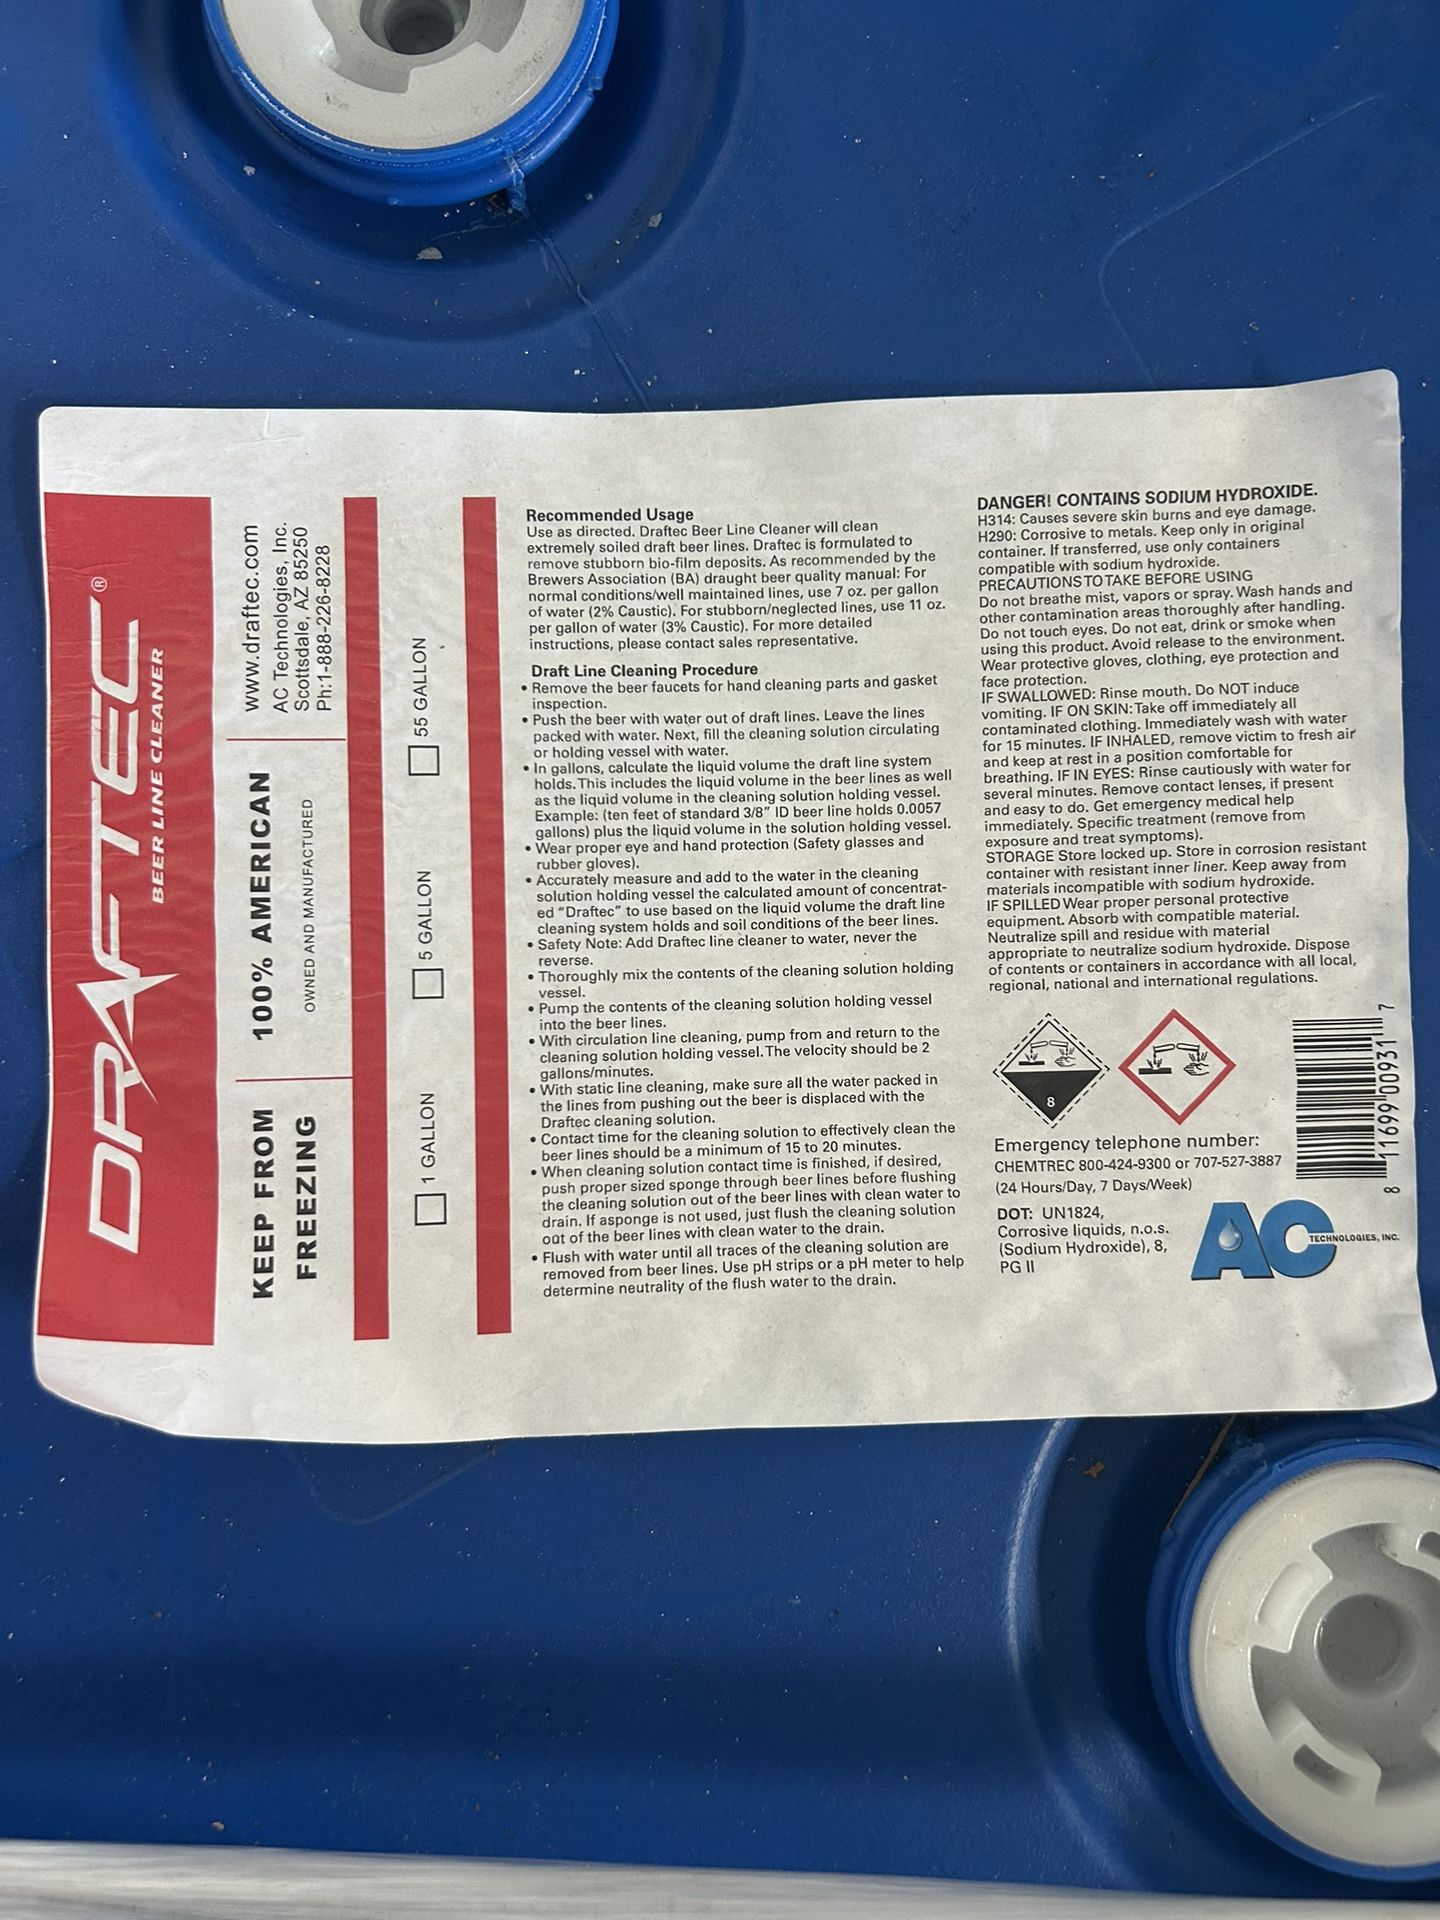 DRAFTEC®
BEER LINE CLEANER
KEEP FROM
FREEZING
100% AMERICAN
OWNED AND MANUFACTURED
www.draftec.com
AC Technologies, Inc.
Scottsdale, AZ 85250
Ph:1-888-226-8228
1 GALLON
5 GALLON
55 GALLON
Recommended Usage
Use as directed. Draftec Beer Line Cleaner will clean
extremely soiled draft beer lines. Draftec is formulated to
remove stubborn bio-film deposits. As recommended by the
Brewers Association (BA) draught beer quality manual: For
normal conditions/well maintained lines, use 7 oz. per gallon
of water (2% Caustic). For stubborn/neglected lines, use 11 oz.
per gallon of water (3% Caustic). For more detailed
instructions, please contact sales representative.
Draft Line Cleaning Procedure
• Remove the beer faucets for hand cleaning parts and gasket
inspection.
• Push the beer with water out of draft lines. Leave the lines
packed with water. Next, fill the cleaning solution circulating
or holding vessel with water.
• In gallons, calculate the liquid volume the draft line system
holds. This includes the liquid volume in the beer lines as well
as the liquid volume in the cleaning solution holding vessel.
Example: (ten feet of standard 3/8" ID beer line holds 0.0057
gallons) plus the liquid volume in the solution holding vessel.
• Wear proper eye and hand protection (Safety glasses and
rubber gloves).
• Accurately measure and add to the water in the cleaning
solution holding vessel the calculated amount of concentrat-
ed "Draftec" to use based on the liquid volume the draft line
cleaning system holds and soil conditions of the beer lines.
• Safety Note: Add Draftec line cleaner to water, never the
reverse.
• Thoroughly mix the contents of the cleaning solution holding
vessel.
• Pump the contents of the cleaning solution holding vessel
into the beer lines.
• With circulation line cleaning, pump from and return to the
cleaning solution holding vessel. The velocity should be 2
gallons/minutes.
• With static line cleaning, make sure all the water packed in
the lines from pushing out the beer is displaced with the
Draftec cleaning solution.
• Contact time for the cleaning solution to effectively clean the
beer lines should be a minimum of 15 to 20 minutes.
• When cleaning solution contact time is finished, if desired,
push proper sized sponge through beer lines before flushing
the cleaning solution out of the beer lines with clean water to
drain. If asponge is not used, just flush the cleaning solution
oot of the beer lines with clean water to the drain.
• Flush with water until all traces of the cleaning solution are
removed from beer lines. Use pH strips or a pH meter to help
determine neutrality of the flush water to the drain.
DANGER! CONTAINS SODIUM HYDROXIDE.
H314: Causes severe skin burns and eye damage.
H290: Corrosive to metals. Keep only in original
container. If transferred, use only containers
compatible with sodium hydroxide.
PRECAUTIONS TO TAKE BEFORE USING
Do not breathe mist, vapors or spray. Wash hands and
other contamination areas thoroughly after handling.
Do not touch eyes. Do not eat, drink or smoke when
using this product. Avoid release to the environment.
Wear protective gloves, clothing, eye protection and
face protection.
IF SWALLOWED: Rinse mouth. Do NOT induce
vomiting. IF ON SKIN: Take off immediately all
contaminated clothing. Immediately wash with water
for 15 minutes. IF INHALED, remove victim to fresh air
and keep at rest in a position comfortable for
breathing. IF IN EYES: Rinse cautiously with water for
several minutes. Remove contact lenses, if present
and easy to do. Get emergency medical help
immediately. Specific treatment (remove from
exposure and treat symptoms).
STORAGE Store locked up. Store in corrosion resistant
container with resistant inner liner. Keep away from
materials incompatible with sodium hydroxide.
IF SPILLED Wear proper personal protective
equipment. Absorb with compatible material.
Neutralize spill and residue with material
appropriate to neutralize sodium hydroxide. Dispose
of contents or containers in accordance with all local,
regional, national and international regulations.
8
Emergency telephone number:
CHEMTREC 800-424-9300 or 707-527-3887
(24 Hours/Day, 7 Days/Week)
DOT: UN1824,
Corrosive liquids, n.o.s.
(Sodium Hydroxide), 8,
PG II
AC
TECHNOLOGIES, INC.
8 11699 00931 7